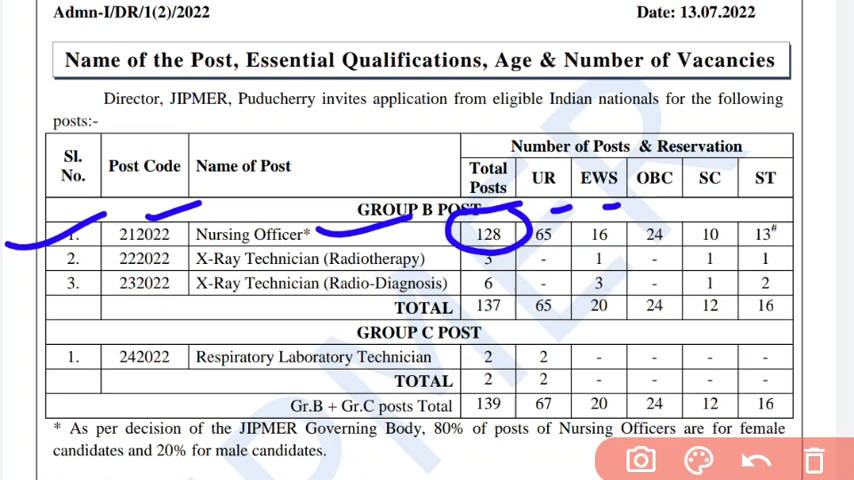 Admn-I/DR/1(2)/2022 Date: 13.07.2022
Name of the Post, Essential Qualifications, Age & Number of Vacancies
Director, JIPMER, Puducherry invites application from eligible Indian nationals for the following
posts:-
Sl. No. Post Code Name of Post Number of Posts & Reservation
Total Posts UR EWS OBC SC ST
GROUP B POST
1. 212022 Nursing Officer* 128 65 16 24 10 13#
2. 222022 X-Ray Technician (Radiotherapy) 3 - 1 - 1 1
3. 232022 X-Ray Technician (Radio-Diagnosis) 6 - 3 - 1 2
TOTAL 137 65 20 24 12 16
GROUP C POST
1. 242022 Respiratory Laboratory Technician 2 2 - - - -
TOTAL 2 2 - - - -
Gr.B + Gr.C posts Total 139 67 20 24 12 16
* As per decision of the JIPMER Governing Body, 80% of posts of Nursing Officers are for female
candidates and 20% for male candidates.
JIPMER